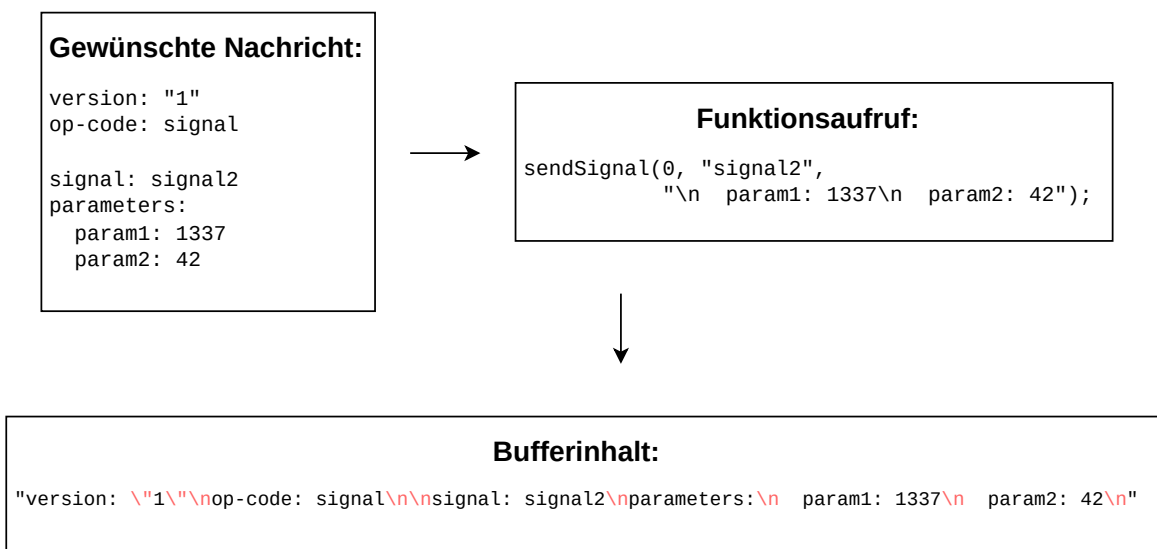 Gewünschte Nachricht:
version: "1"
op-code: signal
signal: signal2
parameters:
  param1: 1337
  param2: 42
Funktionsaufruf:
sendSignal(0, "signal2",
           "\n  param1: 1337\n  param2: 42");
Bufferinhalt:
"version: \"1\"\nop-code: signal\n\nsignal: signal2\nparameters:\n  param1: 1337\n  param2: 42\n"